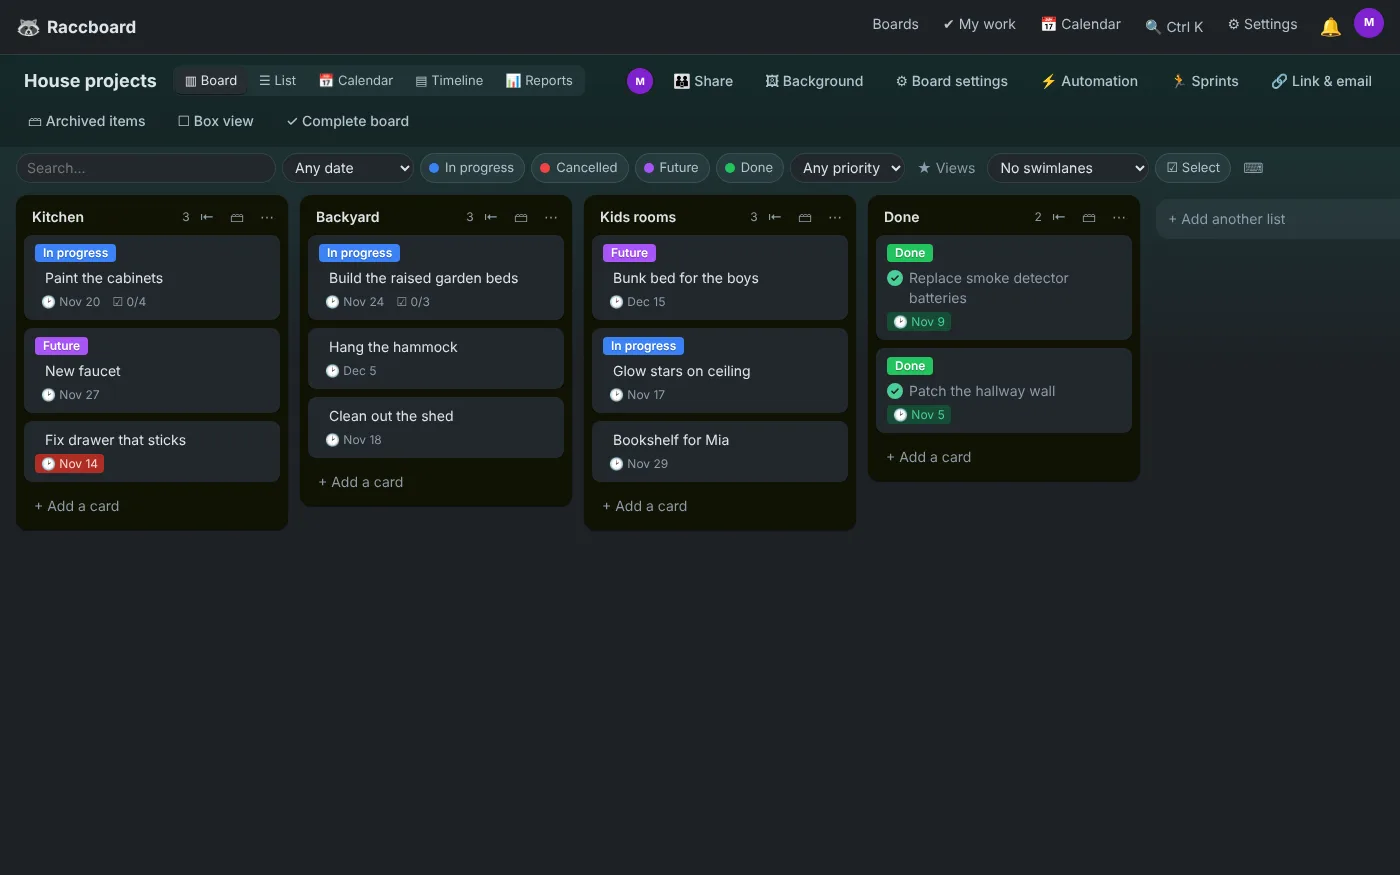 Raccboard
Boards
✔ My work
Calendar
Ctrl K
⚙ Settings
M
House projects
Board
List
Calendar
Timeline
Reports
M
Share
Background
Board settings
Automation
Sprints
Link & email
Archived items
Box view
Complete board
Search...
Any date
In progress
Cancelled
Future
Done
Any priority
★ Views
No swimlanes
Select
Kitchen
3
In progress
Paint the cabinets
Nov 20
0/4
Future
New faucet
Nov 27
Fix drawer that sticks
Nov 14
+ Add a card
Backyard
3
In progress
Build the raised garden beds
Nov 24
0/3
Hang the hammock
Dec 5
Clean out the shed
Nov 18
+ Add a card
Kids rooms
3
Future
Bunk bed for the boys
Dec 15
In progress
Glow stars on ceiling
Nov 17
Bookshelf for Mia
Nov 29
+ Add a card
Done
2
Done
Replace smoke detector
batteries
Nov 9
Done
Patch the hallway wall
Nov 5
+ Add a card
+ Add another list